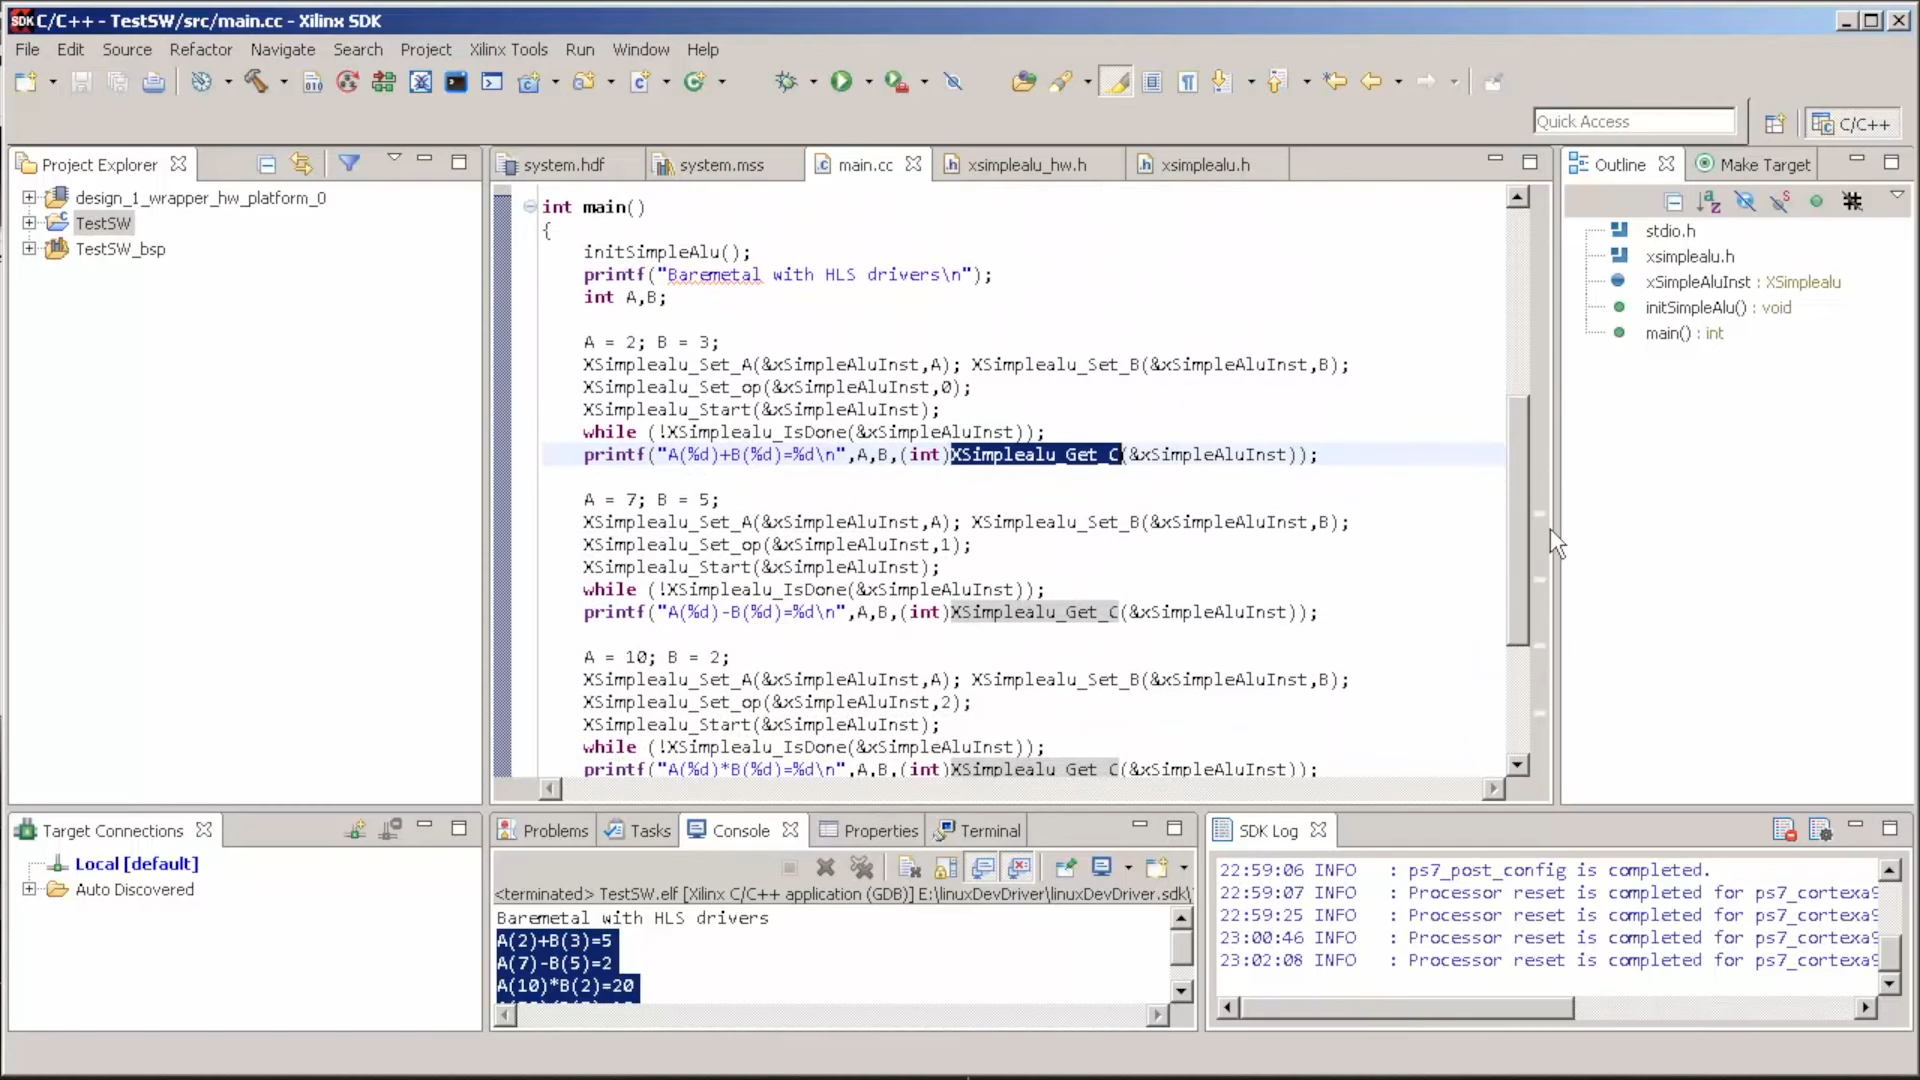 SDK C/C++ - TestSW/src/main.cc - Xilinx SDK
File Edit Source Refactor Navigate Search Project Xilinx Tools Run Window Help
Quick Access
C/C++
Project Explorer
design_1_wrapper_hw_platform_0
TestSW
TestSW_bsp
system.hdf system.mss main.cc xsimplealu_hw.h xsimplealu.h
int main()
{
initSimpleAlu();
printf("Baremetal with HLS drivers\n");
int A,B;
A = 2; B = 3;
XSimplealu_Set_A(&xSimpleAluInst,A); XSimplealu_Set_B(&xSimpleAluInst,B);
XSimplealu_Set_op(&xSimpleAluInst,0);
XSimplealu_Start(&xSimpleAluInst);
while (!XSimplealu_IsDone(&xSimpleAluInst));
printf("A(%d)+B(%d)=%d\n",A,B,(int)XSimplealu_Get_C(&xSimpleAluInst));
A = 7; B = 5;
XSimplealu_Set_A(&xSimpleAluInst,A); XSimplealu_Set_B(&xSimpleAluInst,B);
XSimplealu_Set_op(&xSimpleAluInst,1);
XSimplealu_Start(&xSimpleAluInst);
while (!XSimplealu_IsDone(&xSimpleAluInst));
printf("A(%d)-B(%d)=%d\n",A,B,(int)XSimplealu_Get_C(&xSimpleAluInst));
A = 10; B = 2;
XSimplealu_Set_A(&xSimpleAluInst,A); XSimplealu_Set_B(&xSimpleAluInst,B);
XSimplealu_Set_op(&xSimpleAluInst,2);
XSimplealu_Start(&xSimpleAluInst);
while (!XSimplealu_IsDone(&xSimpleAluInst));
printf("A(%d)*B(%d)=%d\n",A,B,(int)XSimplealu_Get_C(&xSimpleAluInst));
Outline Make Target
stdio.h
xsimplealu.h
xSimpleAluInst : XSimplealu
initSimpleAlu() : void
main() : int
Target Connections
Local [default]
Auto Discovered
Problems Tasks Console Properties Terminal
<terminated> TestSW.elf [Xilinx C/C++ application (GDB)] E:\linuxDevDriver\linuxDevDriver.sdk\
Baremetal with HLS drivers
A(2)+B(3)=5
A(7)-B(5)=2
A(10)*B(2)=20
SDK Log
22:59:06 INFO : ps7_post_config is completed.
22:59:07 INFO : Processor reset is completed for ps7_cortexa9
22:59:25 INFO : Processor reset is completed for ps7_cortexa9
23:00:46 INFO : Processor reset is completed for ps7_cortexa9
23:02:08 INFO : Processor reset is completed for ps7_cortexa9